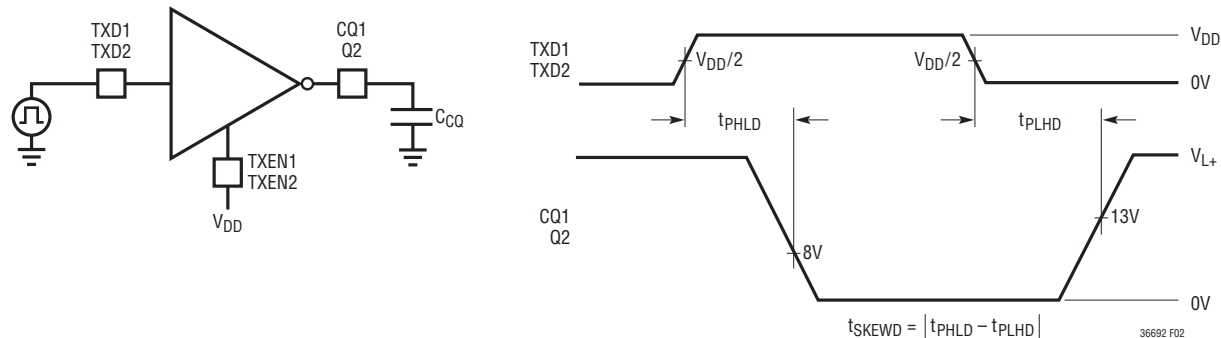 TXD1
TXD2
CQ1
Q2
CCQ
TXEN1
TXEN2
VDD
TXD1
TXD2
VDD/2
VDD/2
VDD
0V
tPHLD
tPLHD
CQ1
Q2
VL+
8V
13V
0V
tSKEWD = |tPHLD – tPLHD|
36692 F02